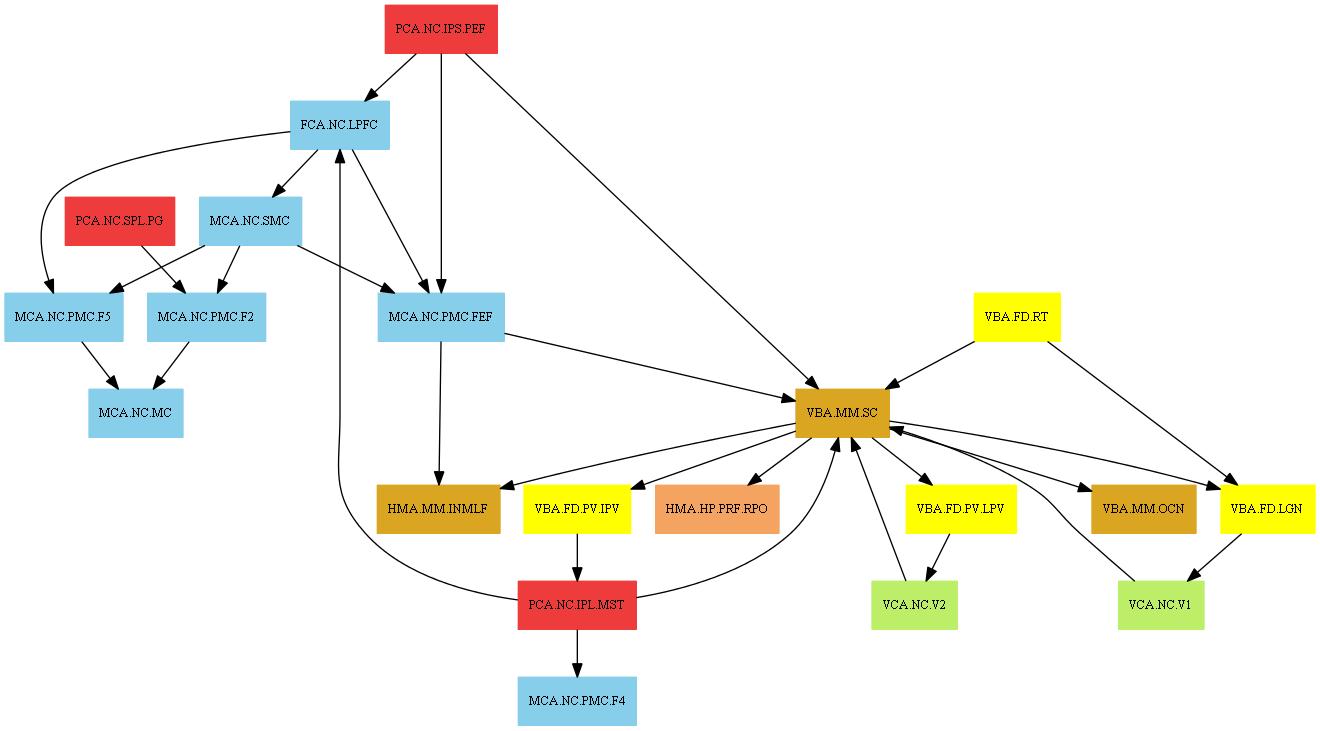 PCA.NC.IPS.PEF
FCA.NC.LPFC
PCA.NC.SPL.PG
MCA.NC.SMC
MCA.NC.PMC.F5
MCA.NC.PMC.F2
MCA.NC.PMC.FEF
VBA.FD.RT
MCA.NC.MC
VBA.MM.SC
HMA.MM.INMLF
VBA.FD.PV.IPV
HMA.HP.PRF.RPO
VBA.FD.PV.LPV
VBA.MM.OCN
VBA.FD.LGN
PCA.NC.IPL.MST
VCA.NC.V2
VCA.NC.V1
MCA.NC.PMC.F4